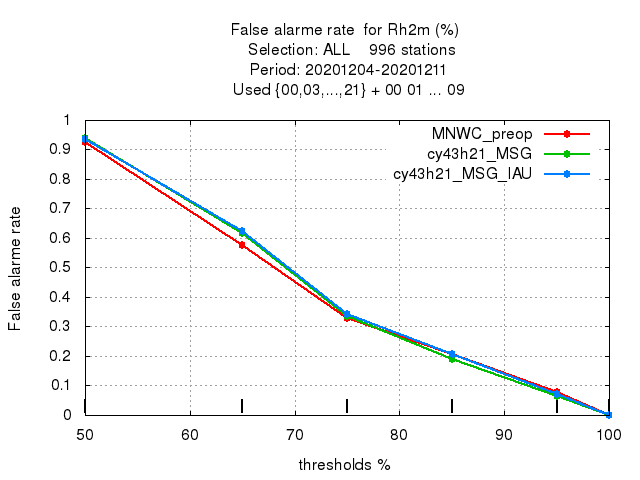 False alarme rate  for Rh2m (%)
Selection: ALL    996 stations
Period: 20201204-20201211
Used {00,03,...,21} + 00 01 ... 09
MNWC_preop
cy43h21_MSG
cy43h21_MSG_IAU
False alarme rate
1
0.9
0.8
0.7
0.6
0.5
0.4
0.3
0.2
0.1
0
50
60
70
80
90
100
thresholds %